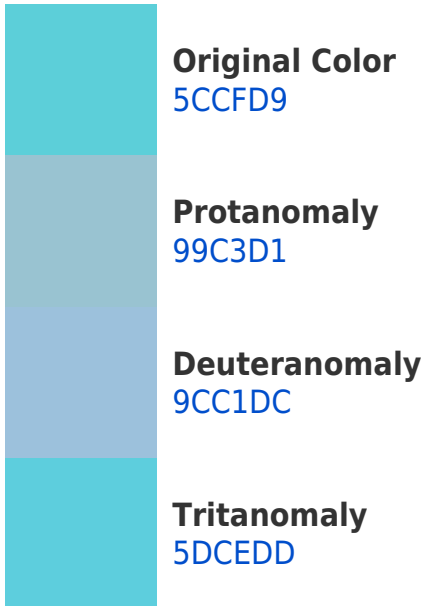 Original Color
5CCFD9
Protanomaly
99C3D1
Deuteranomaly
9CC1DC
Tritanomaly
5DCEDD